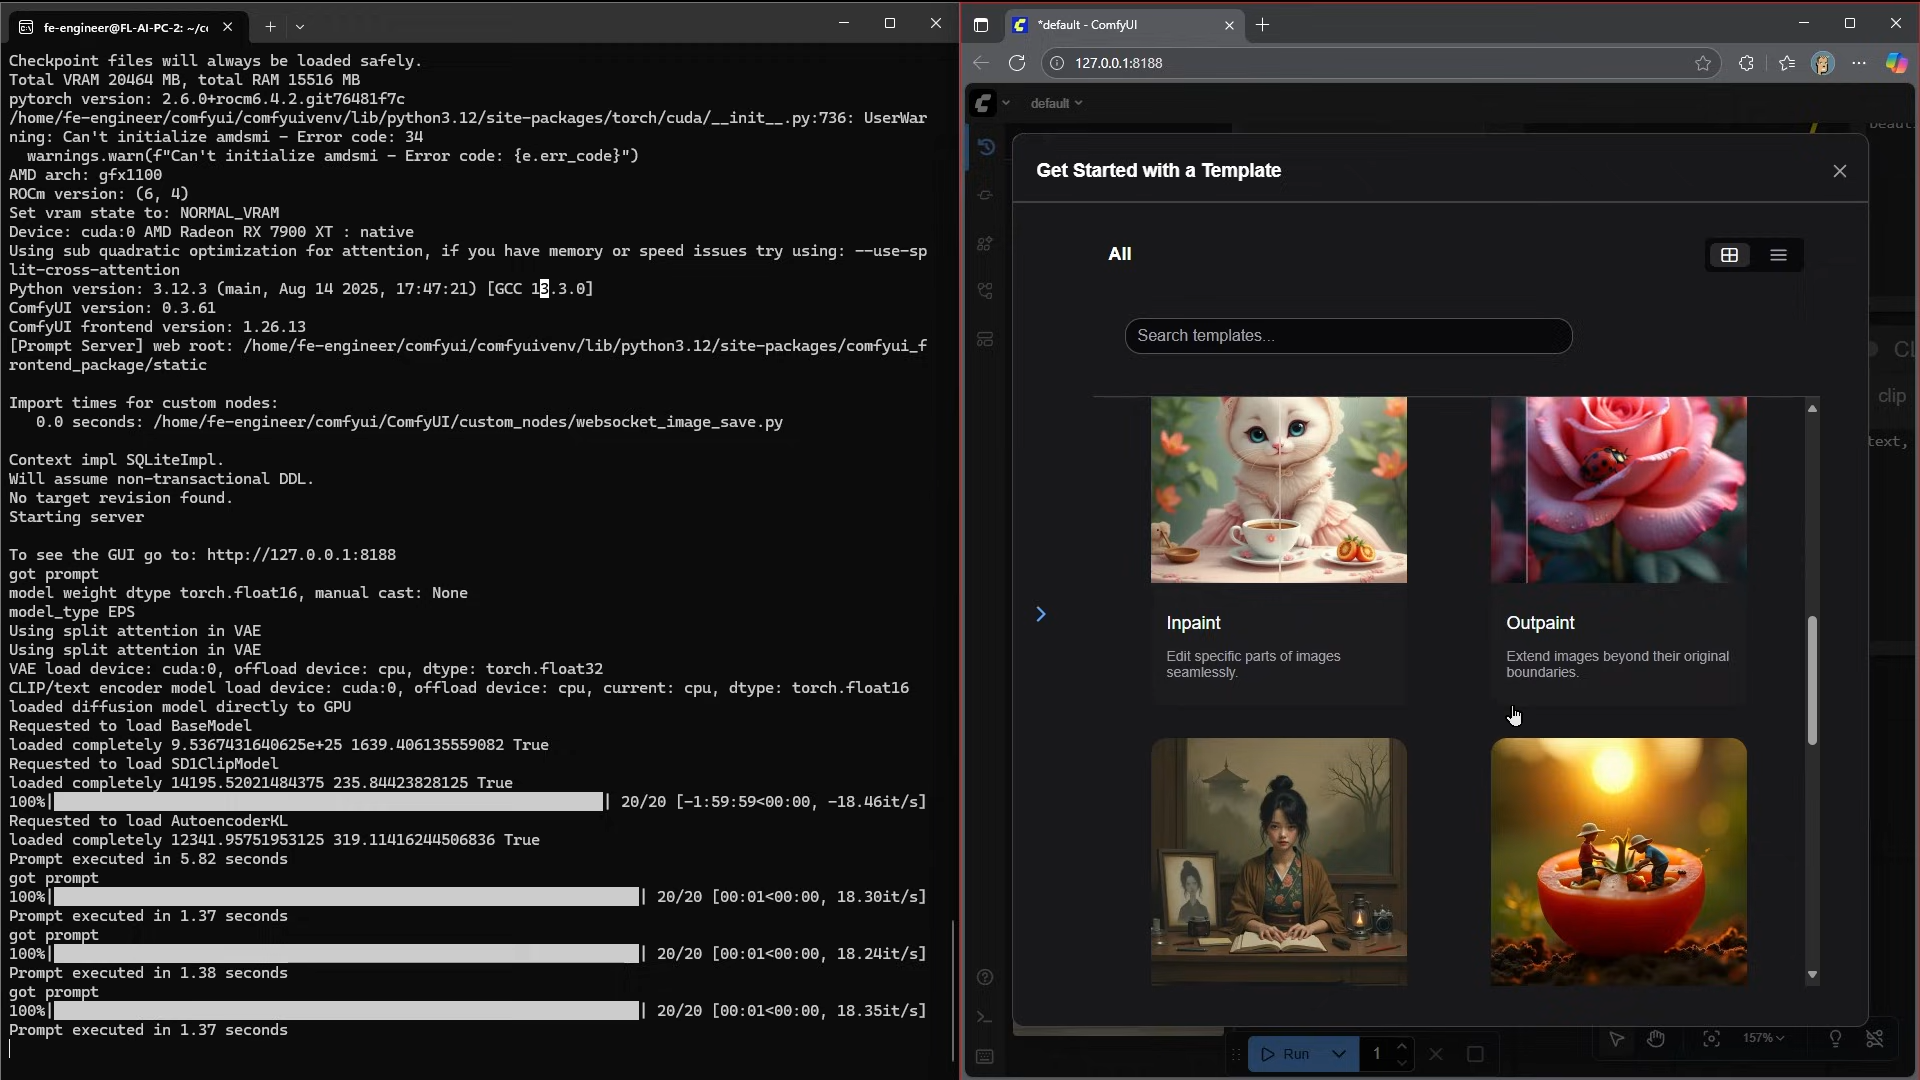 fe-engineer@FL-AI-PC-2: ~/c
Checkpoint files will always be loaded safely.
Total VRAM 20464 MB, total RAM 15516 MB
pytorch version: 2.6.0+rocm6.4.2.git76481f7c
/home/fe-engineer/comfyui/comfyuivenv/lib/python3.12/site-packages/torch/cuda/__init__.py:736: UserWar
ning: Can't initialize amdsmi - Error code: 34
warnings.warn(f"Can't initialize amdsmi - Error code: {e.err_code}")
AMD arch: gfx1100
ROCm version: (6, 4)
Set vram state to: NORMAL_VRAM
Device: cuda:0 AMD Radeon RX 7900 XT : native
Using sub quadratic optimization for attention, if you have memory or speed issues try using: --use-sp
lit-cross-attention
Python version: 3.12.3 (main, Aug 14 2025, 17:47:21) [GCC 13.3.0]
ComfyUI version: 0.3.61
ComfyUI frontend version: 1.26.13
[Prompt Server] web root: /home/fe-engineer/comfyui/comfyuivenv/lib/python3.12/site-packages/comfyui_f
rontend_package/static
Import times for custom nodes:
0.0 seconds: /home/fe-engineer/comfyui/ComfyUI/custom_nodes/websocket_image_save.py
Context impl SQLiteImpl.
Will assume non-transactional DDL.
No target revision found.
Starting server
To see the GUI go to: http://127.0.0.1:8188
got prompt
model weight dtype torch.float16, manual cast: None
model_type EPS
Using split attention in VAE
Using split attention in VAE
VAE load device: cuda:0, offload device: cpu, dtype: torch.float32
CLIP/text encoder model load device: cuda:0, offload device: cpu, current: cpu, dtype: torch.float16
loaded diffusion model directly to GPU
Requested to load BaseModel
loaded completely 9.5367431640625e+25 1639.406135559082 True
Requested to load SD1ClipModel
loaded completely 14195.52021484375 235.84423828125 True
100%| | 20/20 [-1:59:59<00:00, -18.46it/s]
Requested to load AutoencoderKL
loaded completely 12341.95751953125 319.11416244506836 True
Prompt executed in 5.82 seconds
got prompt
100%| | 20/20 [00:01<00:00, 18.30it/s]
Prompt executed in 1.37 seconds
got prompt
100%| | 20/20 [00:01<00:00, 18.24it/s]
Prompt executed in 1.38 seconds
got prompt
100%| | 20/20 [00:01<00:00, 18.35it/s]
Prompt executed in 1.37 seconds
*default - ComfyUI
127.0.0.1:8188
default
beaut
Get Started with a Template
All
Search templates...
CL
clip
text,
Inpaint
Edit specific parts of images
seamlessly.
Outpaint
Extend images beyond their original
boundaries.
Run
1
157%